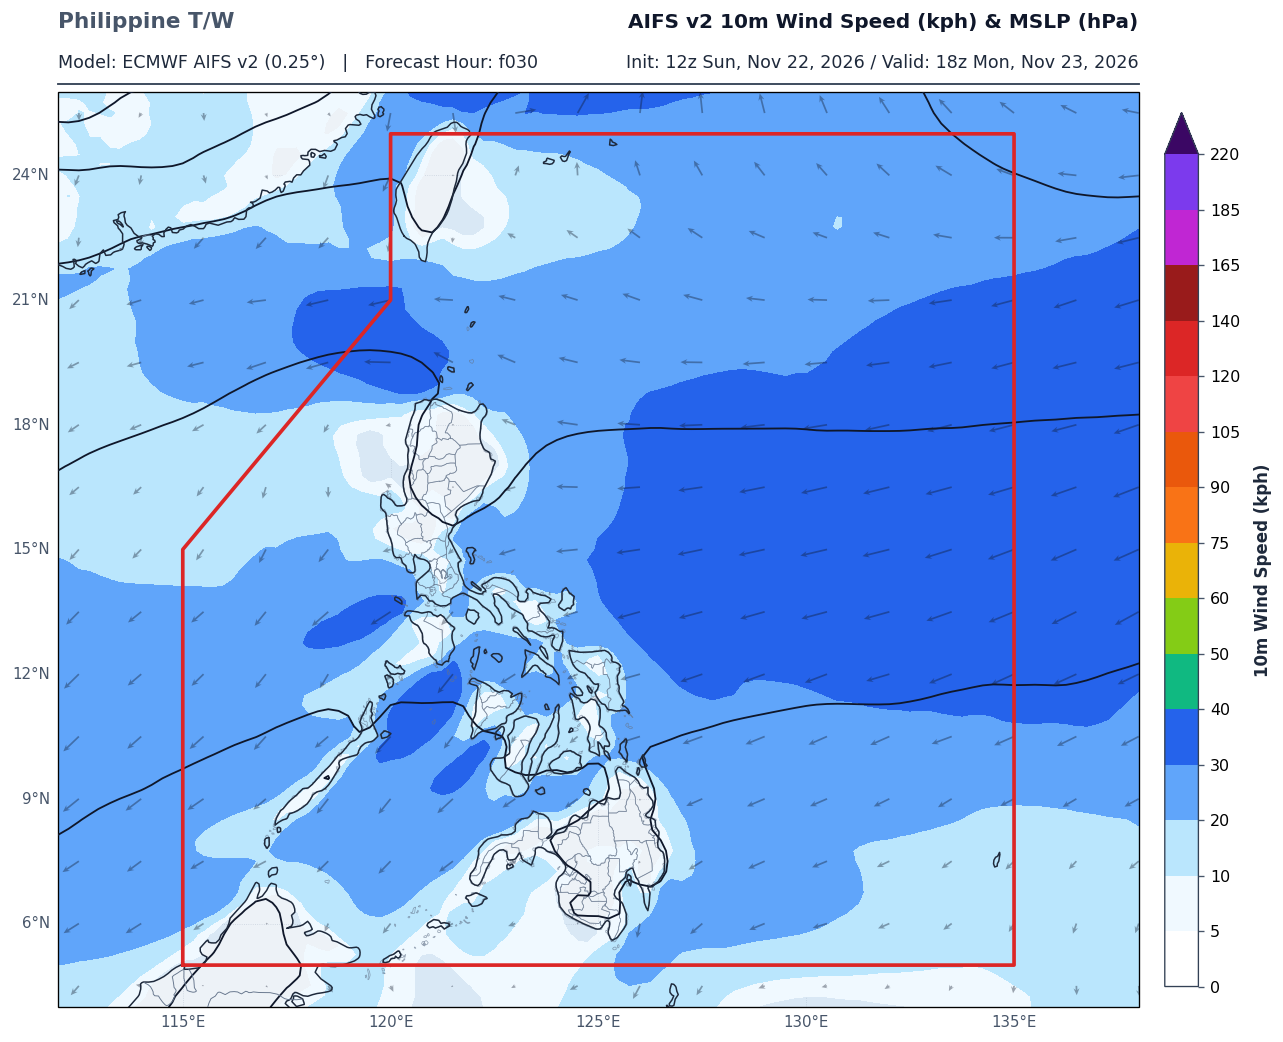 Philippine T/W
AIFS v2 10m Wind Speed (kph) & MSLP (hPa)
Model: ECMWF AIFS v2 (0.25°)   |   Forecast Hour: f030
Init: 12z Sun, Nov 22, 2026 / Valid: 18z Mon, Nov 23, 2026
24°N
21°N
18°N
15°N
12°N
9°N
6°N
115°E
120°E
125°E
130°E
135°E
220
185
165
140
120
105
90
75
60
50
40
30
20
10
5
0
10m Wind Speed (kph)